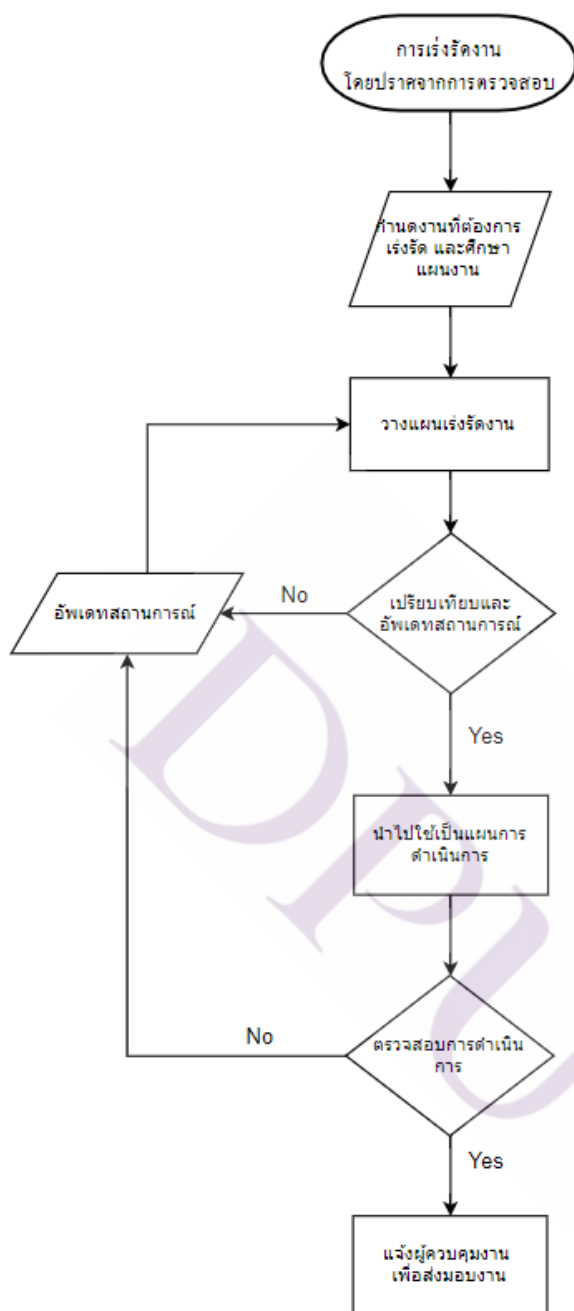 การเร่งรัดงาน
โดยปราศจากการตรวจสอบ
กำนดงานที่ต้องการ
เร่งรัด และศึกษา
แผนงาน
วางแผนเร่งรัดงาน
เปรียบเทียบและ
อัพเดทสถานการณ์
No
อัพเดทสถานการณ์
Yes
นำไปใช้เป็นแผนการ
ดำเนินการ
ตรวจสอบการดำเนิน
การ
No
Yes
แจ้งผู้ควบคุมงาน
เพื่อส่งมอบงาน
DPU